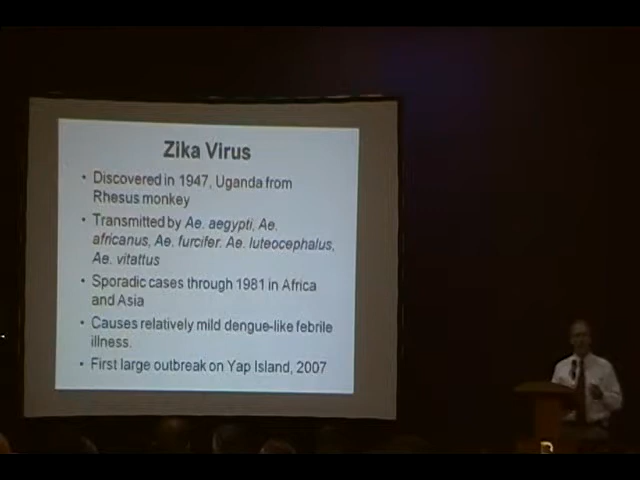 Zika Virus
• Discovered in 1947, Uganda from
Rhesus monkey
• Transmitted by Ae. aegypti, Ae.
africanus, Ae. furcifer. Ae. luteocephalus,
Ae. vitattus
• Sporadic cases through 1981 in Africa
and Asia
• Causes relatively mild dengue-like febrile
illness.
• First large outbreak on Yap Island, 2007